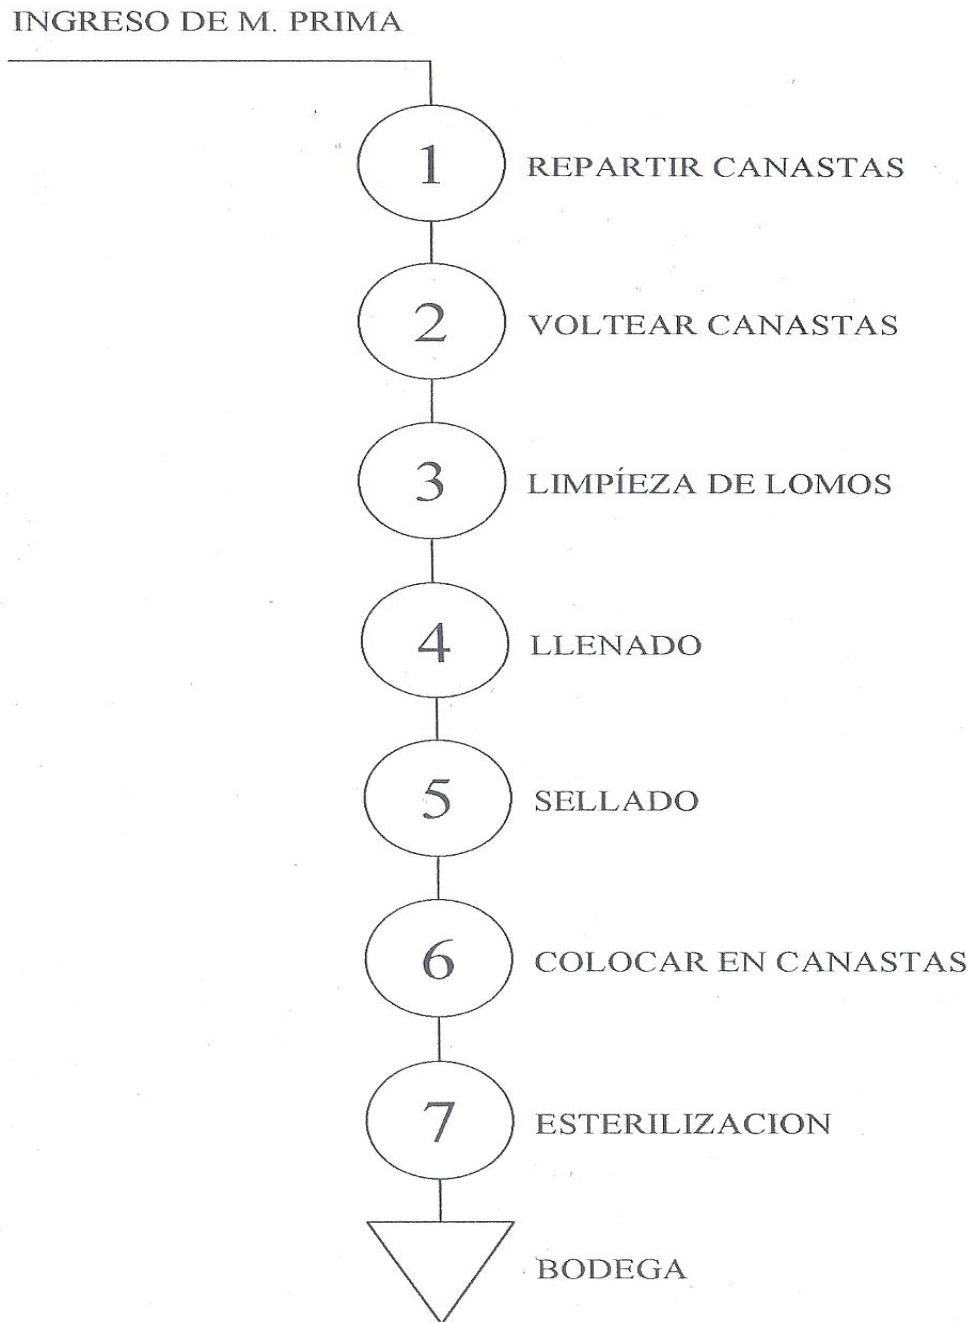 INGRESO DE M. PRIMA
1 REPARTIR CANASTAS
2 VOLTEAR CANASTAS
3 LIMPÍEZA DE LOMOS
4 LLENADO
5 SELLADO
6 COLOCAR EN CANASTAS
7 ESTERILIZACION
BODEGA